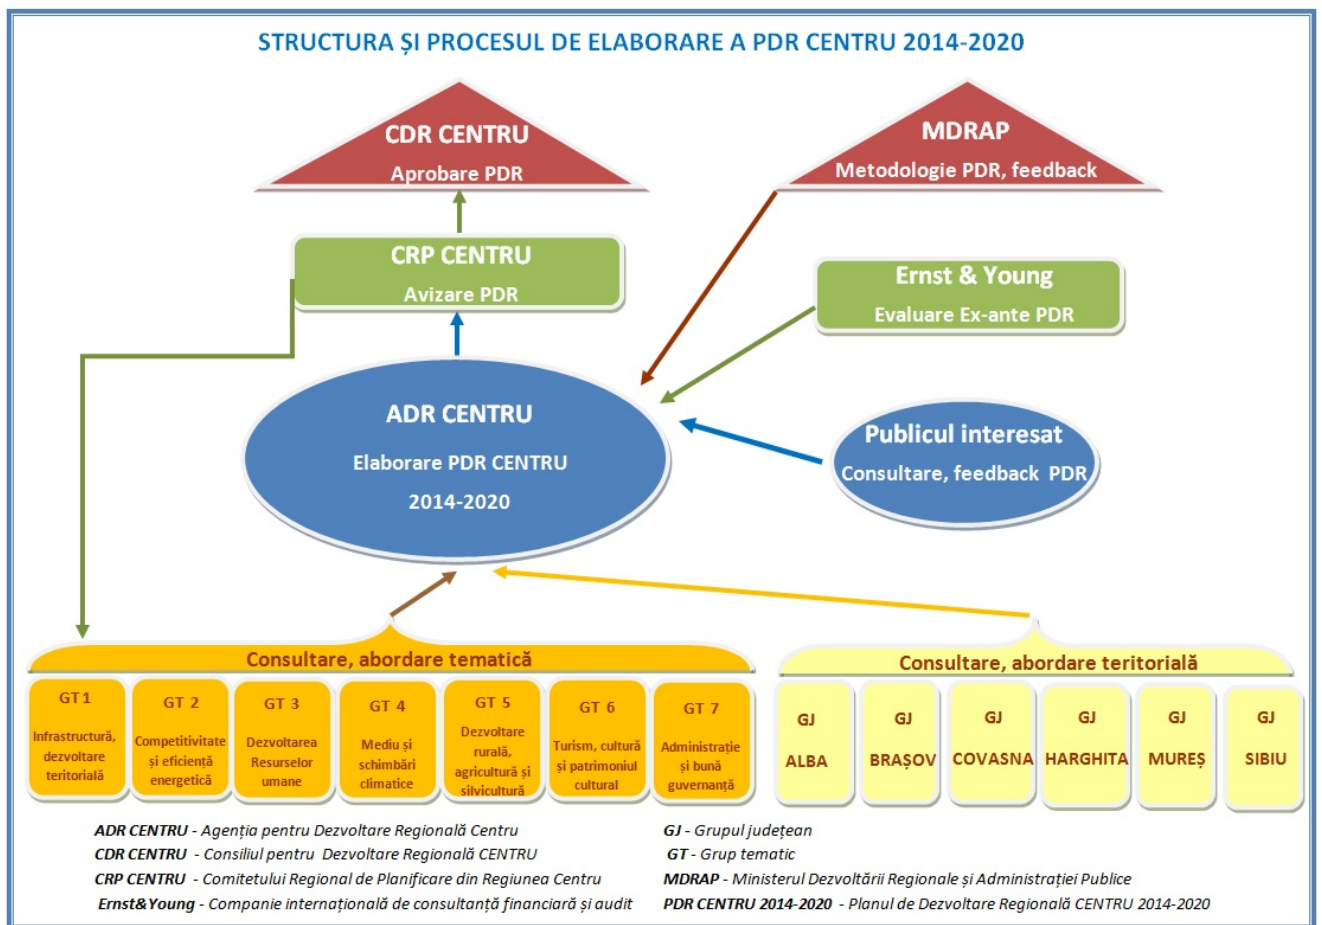 STRUCTURA ȘI PROCESUL DE ELABORARE A PDR CENTRU 2014-2020
CDR CENTRU
Aprobare PDR
MDRAP
Metodologie PDR, feedback
CRP CENTRU
Avizare PDR
Ernst & Young
Evaluare Ex-ante PDR
ADR CENTRU
Elaborare PDR CENTRU
2014-2020
Publicul interesat
Consultare, feedback PDR
Consultare, abordare tematică
GT 1
Infrastructură,
dezvoltare
teritorială
GT 2
Competitivitate
și eficiență
energetică
GT 3
Dezvoltarea
Resurselor
umane
GT 4
Mediu și
schimbări
climatice
GT 5
Dezvoltare
rurală,
agricultură și
silvicultură
GT 6
Turism, cultură
și patrimoniul
cultural
GT 7
Administrație
și bună
guvernanță
Consultare, abordare teritorială
GJ
ALBA
GJ
BRAȘOV
GJ
COVASNA
GJ
HARGHITA
GJ
MUREȘ
GJ
SIBIU
ADR CENTRU - Agenția pentru Dezvoltare Regională Centru
CDR CENTRU - Consiliul pentru Dezvoltare Regională CENTRU
CRP CENTRU - Comitetului Regional de Planificare din Regiunea Centru
Ernst&Young - Companie internațională de consultanță financiară și audit
GJ - Grupul județean
GT - Grup tematic
MDRAP - Ministerul Dezvoltării Regionale și Administrației Publice
PDR CENTRU 2014-2020 - Planul de Dezvoltare Regională CENTRU 2014-2020